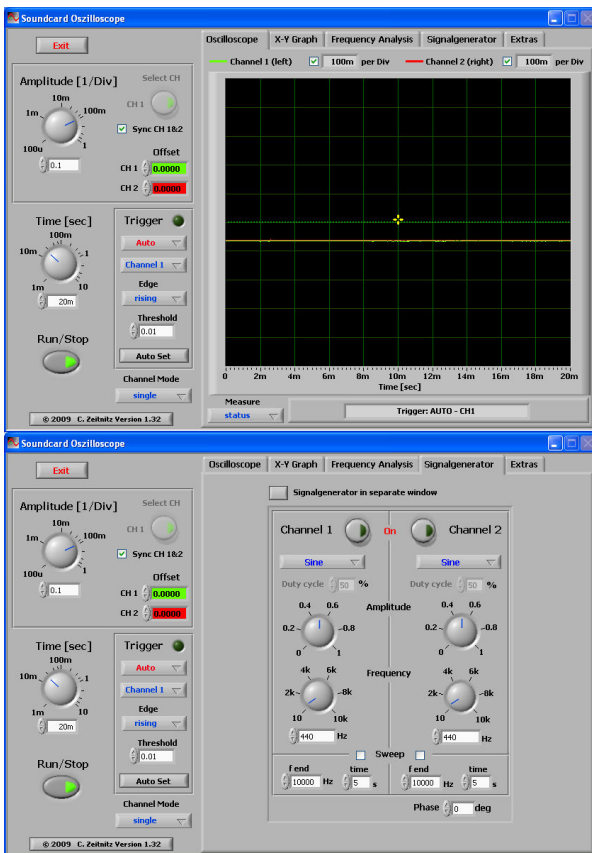 Soundcard Oszilloscope
Exit
Amplitude [1/Div]
Select CH
10m
1m
100m
100u
1
CH 1
Sync CH 1&2
0.1
Offset
CH 1 0.0000
CH 2 0.0000
Time [sec]
100m
10m
1
1m
10
20m
Run/Stop
Trigger
Auto
Channel 1
Edge
rising
Threshold
0.01
Auto Set
Channel Mode
single
© 2009 C. Zeitnitz Version 1.32
Oscilloscope X-Y Graph Frequency Analysis Signalgenerator Extras
Channel 1 (left) 100m per Div Channel 2 (right) 100m per Div
0 2m 4m 6m 8m 10m 12m 14m 16m 18m 20m
Time [sec]
Measure
status
Trigger: AUTO - CH1
Soundcard Oszilloscope
Exit
Amplitude [1/Div]
Select CH
10m
1m
100m
100u
1
CH 1
Sync CH 1&2
0.1
Offset
CH 1 0.0000
CH 2 0.0000
Time [sec]
100m
10m
1
1m
10
20m
Run/Stop
Trigger
Auto
Channel 1
Edge
rising
Threshold
0.01
Auto Set
Channel Mode
single
© 2009 C. Zeitnitz Version 1.32
Oscilloscope X-Y Graph Frequency Analysis Signalgenerator Extras
Signalgenerator in separate window
Channel 1 On Channel 2
Sine Sine
Duty cycle 50 % Duty cycle 50 %
0.4 0.6 Amplitude 0.4 0.6
0.2 0.8 0.2 0.8
0 1 0 1
4k 6k Frequency 4k 6k
2k 8k 2k 8k
10 10k 10 10k
440 Hz 440 Hz
Sweep
f end time f end time
10000 Hz 5 s 10000 Hz 5 s
Phase 0 deg